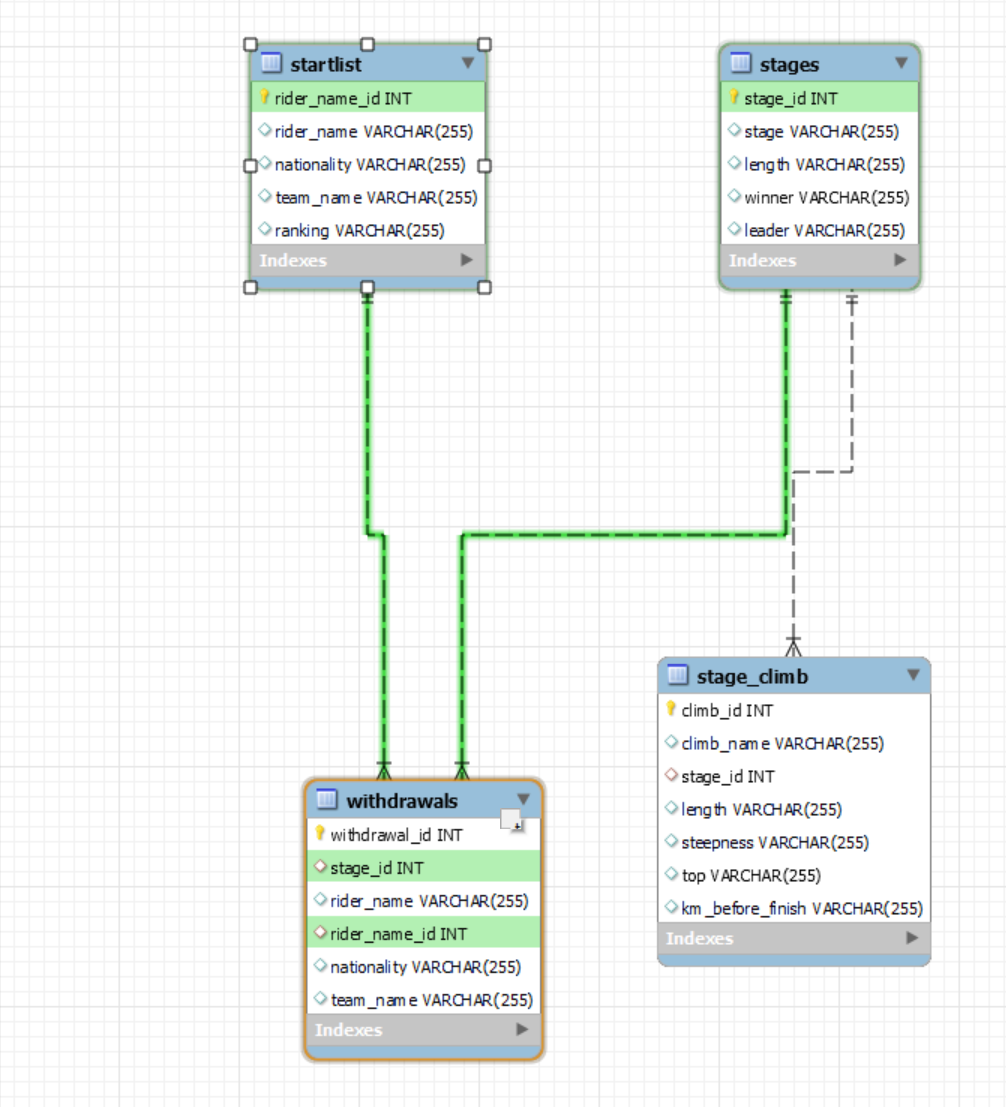 startlist
rider_name_id INT
rider_name VARCHAR(255)
nationality VARCHAR(255)
team_name VARCHAR(255)
ranking VARCHAR(255)
Indexes
stages
stage_id INT
stage VARCHAR(255)
length VARCHAR(255)
winner VARCHAR(255)
leader VARCHAR(255)
Indexes
stage_climb
climb_id INT
climb_name VARCHAR(255)
stage_id INT
length VARCHAR(255)
steepness VARCHAR(255)
top VARCHAR(255)
km_before_finish VARCHAR(255)
Indexes
withdrawals
withdrawal_id INT
stage_id INT
rider_name VARCHAR(255)
rider_name_id INT
nationality VARCHAR(255)
team_name VARCHAR(255)
Indexes